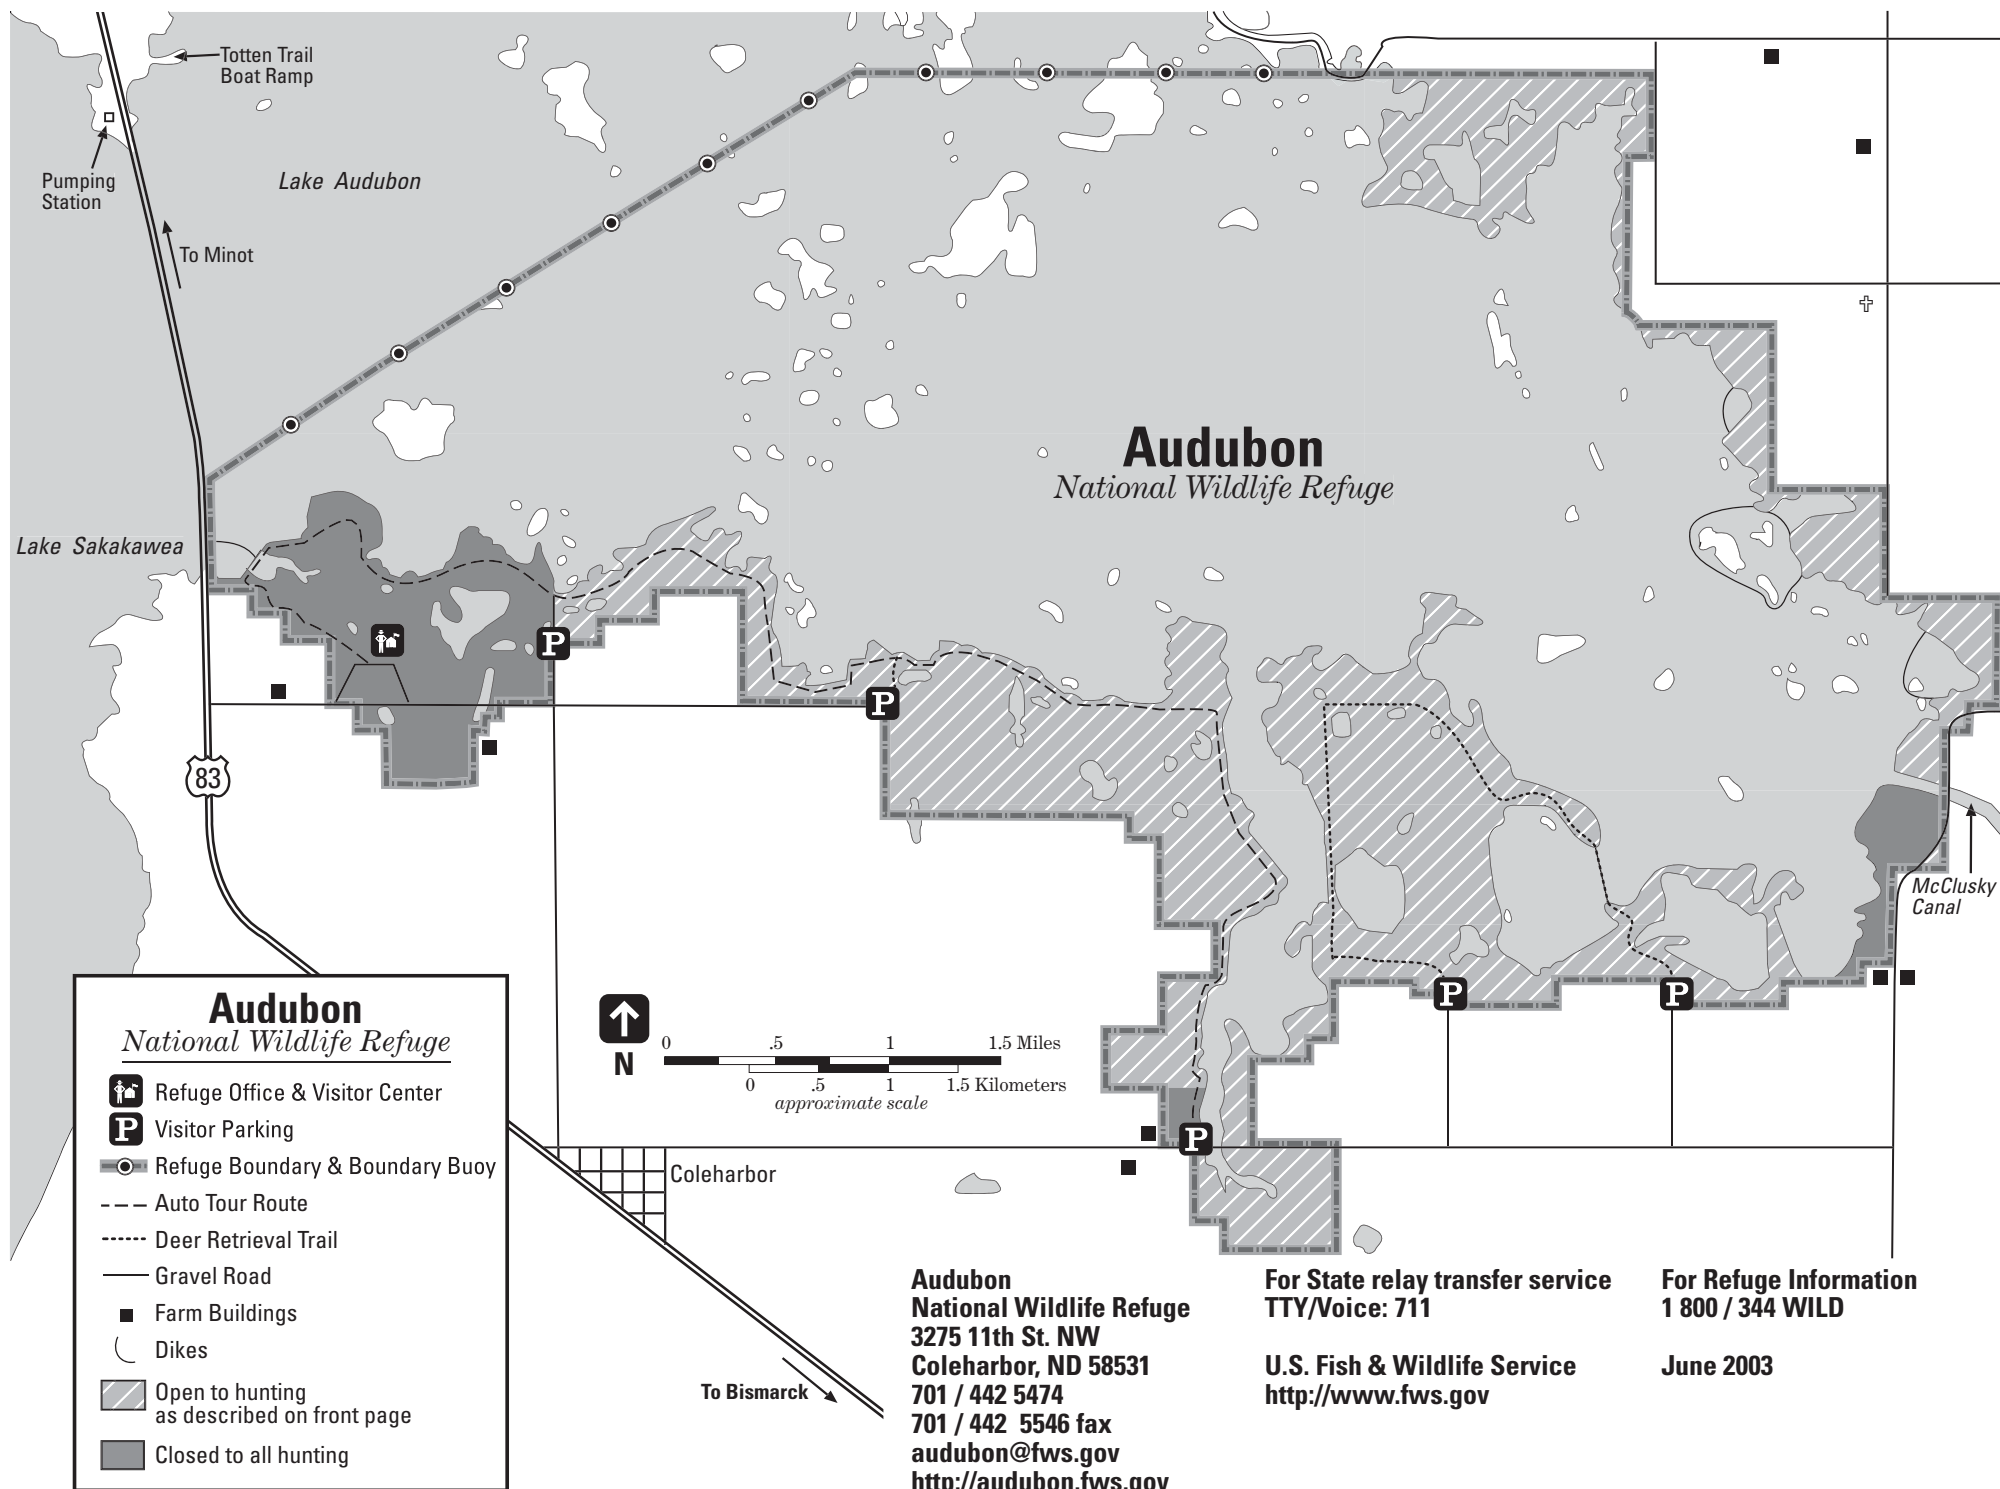 Totten Trail
Boat Ramp
Pumping
Station
Lake Audubon
To Minot
Audubon
National Wildlife Refuge
Lake Sakakawea
P
P
83
McClusky
Canal
P
P
P
N
0 .5 1 1.5 Miles
0 .5 1 1.5 Kilometers
approximate scale
Coleharbor
To Bismarck
Audubon
National Wildlife Refuge
Refuge Office & Visitor Center
P Visitor Parking
Refuge Boundary & Boundary Buoy
Auto Tour Route
Deer Retrieval Trail
Gravel Road
Farm Buildings
Dikes
Open to hunting
as described on front page
Closed to all hunting
Audubon
National Wildlife Refuge
3275 11th St. NW
Coleharbor, ND 58531
701 / 442 5474
701 / 442 5546 fax
audubon@fws.gov
http://audubon.fws.gov
For State relay transfer service
TTY/Voice: 711
U.S. Fish & Wildlife Service
http://www.fws.gov
For Refuge Information
1 800 / 344 WILD
June 2003